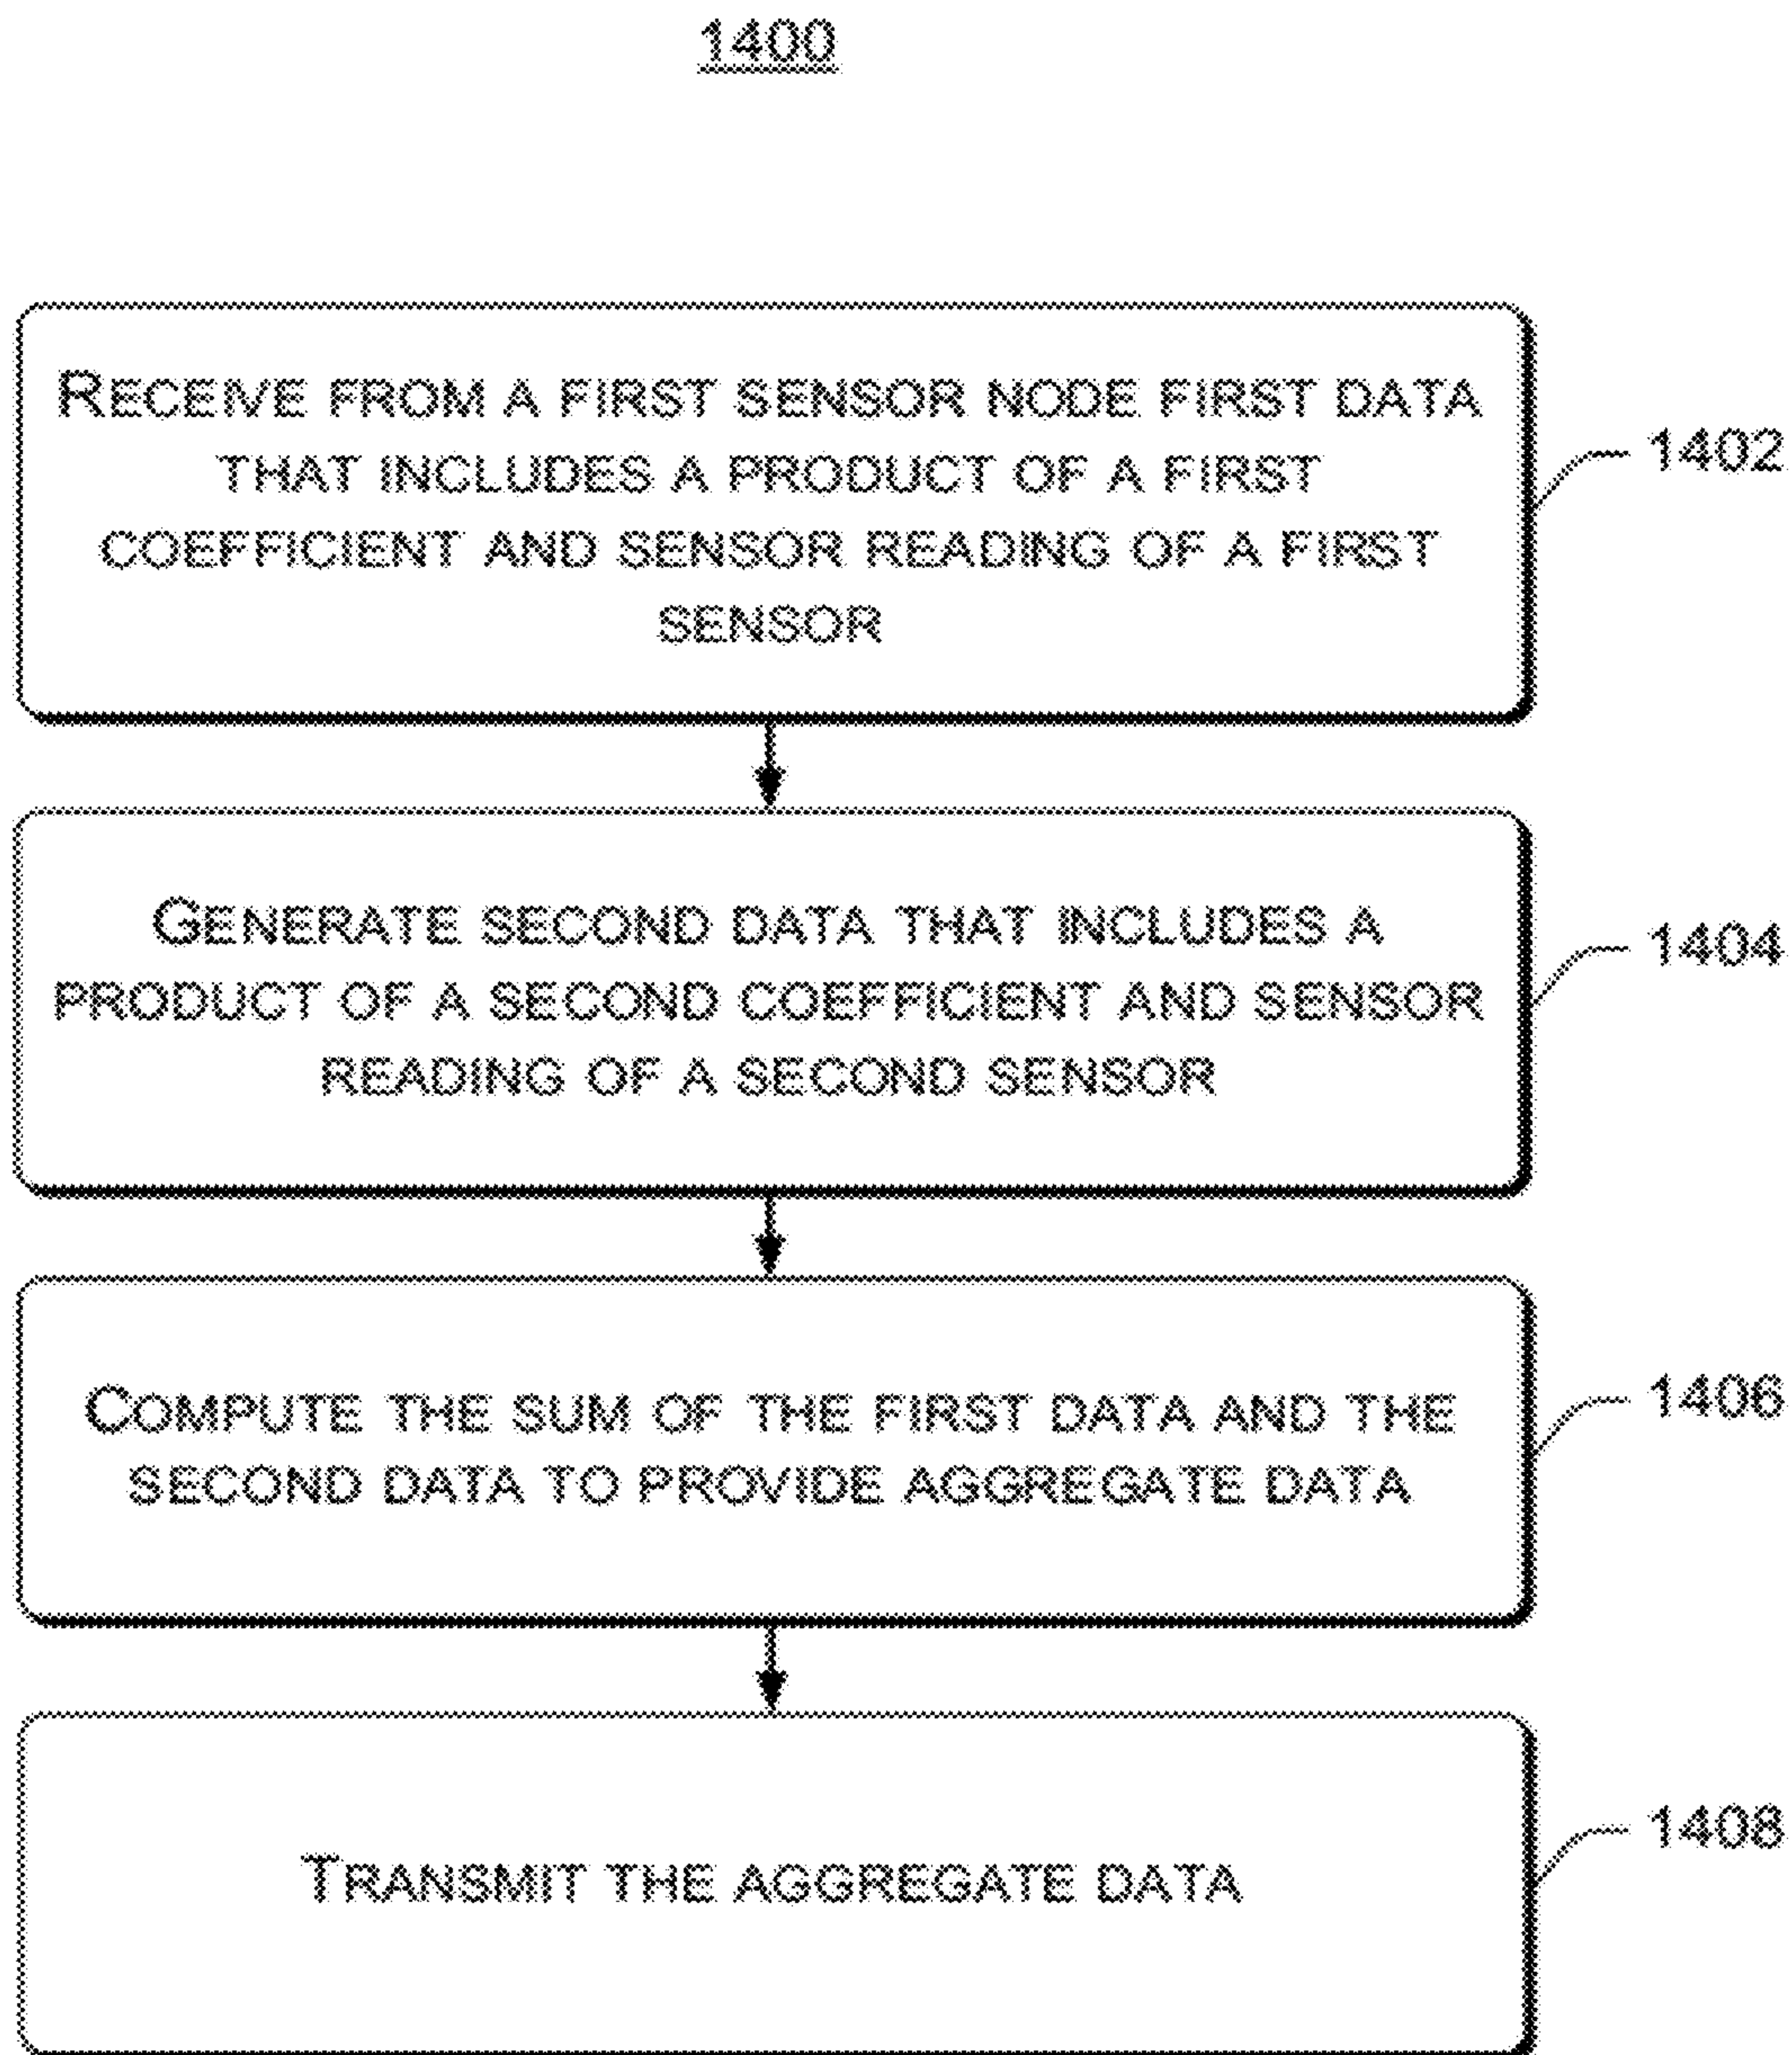 1400
RECEIVE FROM A FIRST SENSOR NODE FIRST DATA
THAT INCLUDES A PRODUCT OF A FIRST
COEFFICIENT AND SENSOR READING OF A FIRST
SENSOR
1402
GENERATE SECOND DATA THAT INCLUDES A
PRODUCT OF A SECOND COEFFICIENT AND SENSOR
READING OF A SECOND SENSOR
1404
COMPUTE THE SUM OF THE FIRST DATA AND THE
SECOND DATA TO PROVIDE AGGREGATE DATA
1406
TRANSMIT THE AGGREGATE DATA
1408